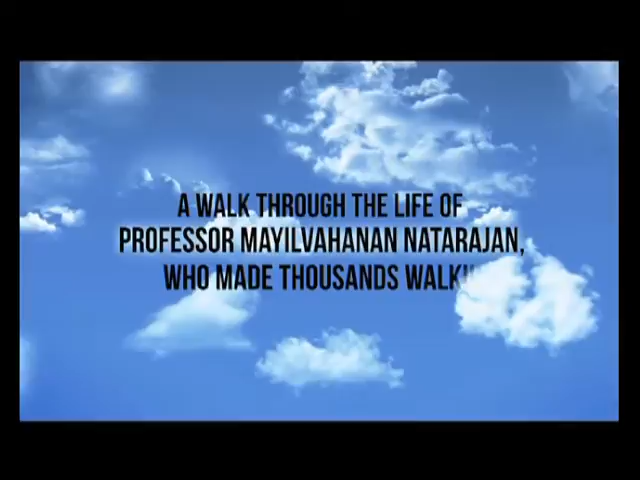 A WALK THROUGH THE LIFE OF
PROFESSOR MAYILVAHANAN NATARAJAN,
WHO MADE THOUSANDS WALK